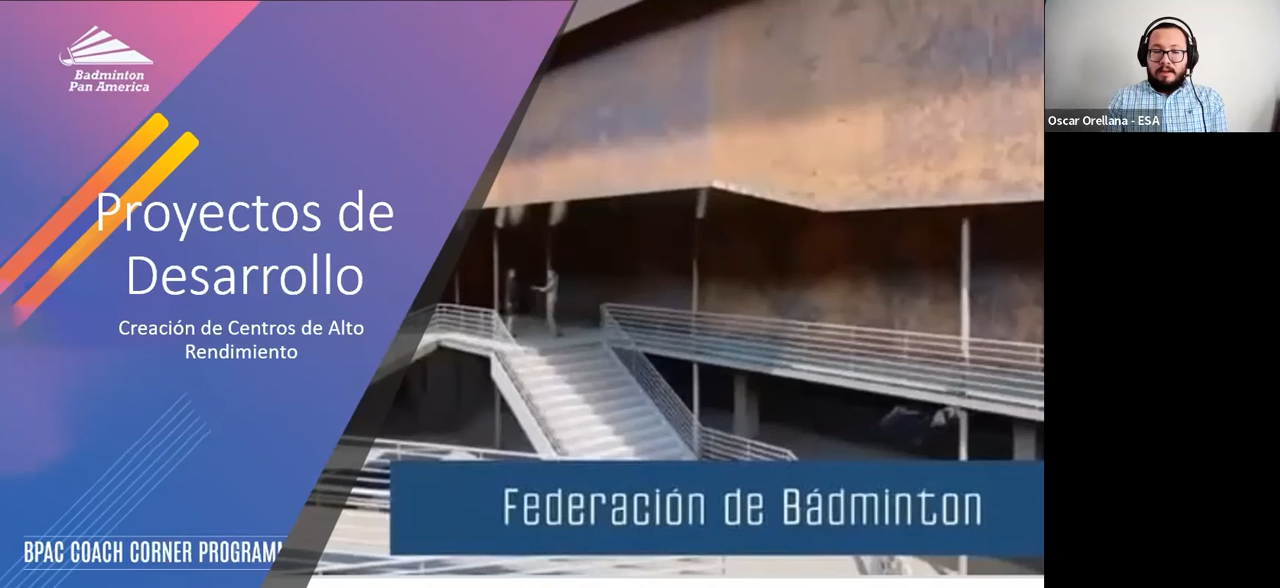 Badminton
Pan America
Proyectos de
Desarrollo
Creación de Centros de Alto
Rendimiento
BPAC COACH CORNER PROGRAM
Federación de Bádminton
Oscar Orellana - ESA